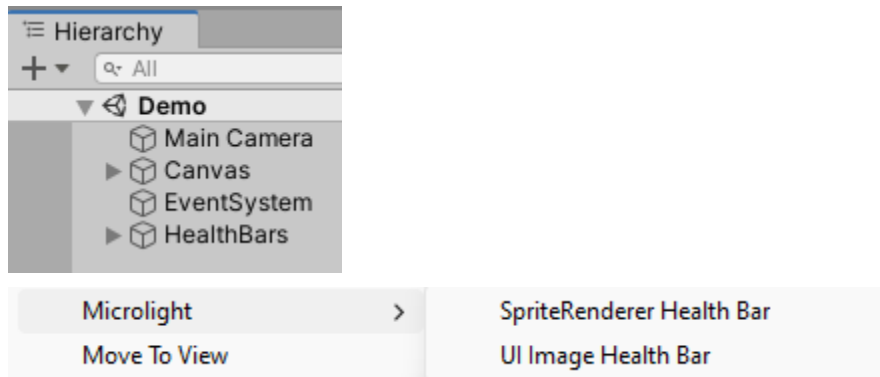 Hierarchy
All
Demo
Main Camera
Canvas
EventSystem
HealthBars
Microlight SpriteRenderer Health Bar
Move To View UI Image Health Bar